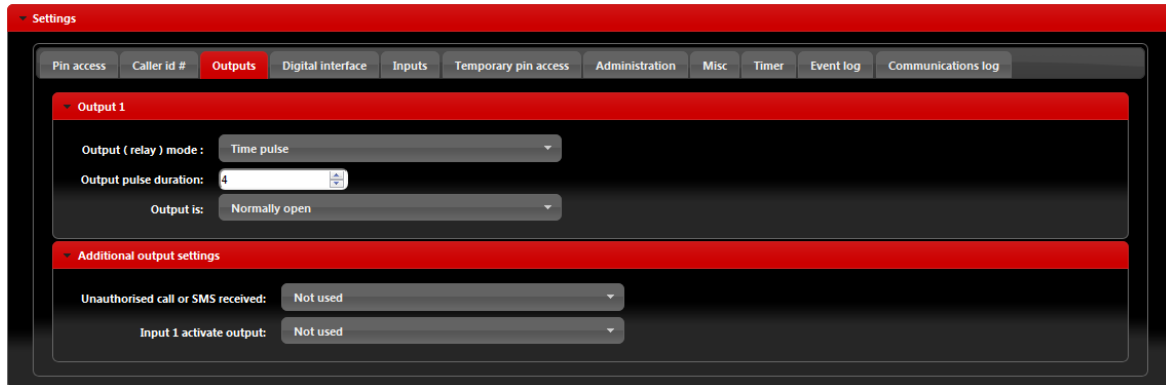 Settings
Pin access Caller id # Outputs Digital interface Inputs Temporary pin access Administration Misc Timer Event log Communications log
Output 1
Output ( relay ) mode : Time pulse
Output pulse duration: 4
Output is: Normally open
Additional output settings
Unauthorised call or SMS received: Not used
Input 1 activate output: Not used